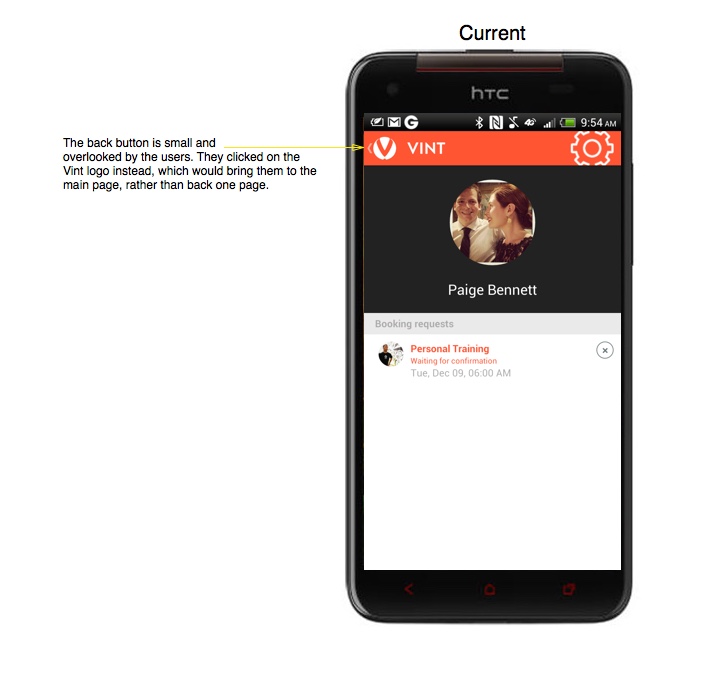 Current
hTC
G
4G 9:54 AM
VINT
The back button is small and
overlooked by the users. They clicked on the
Vint logo instead, which would bring them to the
main page, rather than back one page.
Paige Bennett
Booking requests
Personal Training
Waiting for confirmation
Tue, Dec 09, 06:00 AM